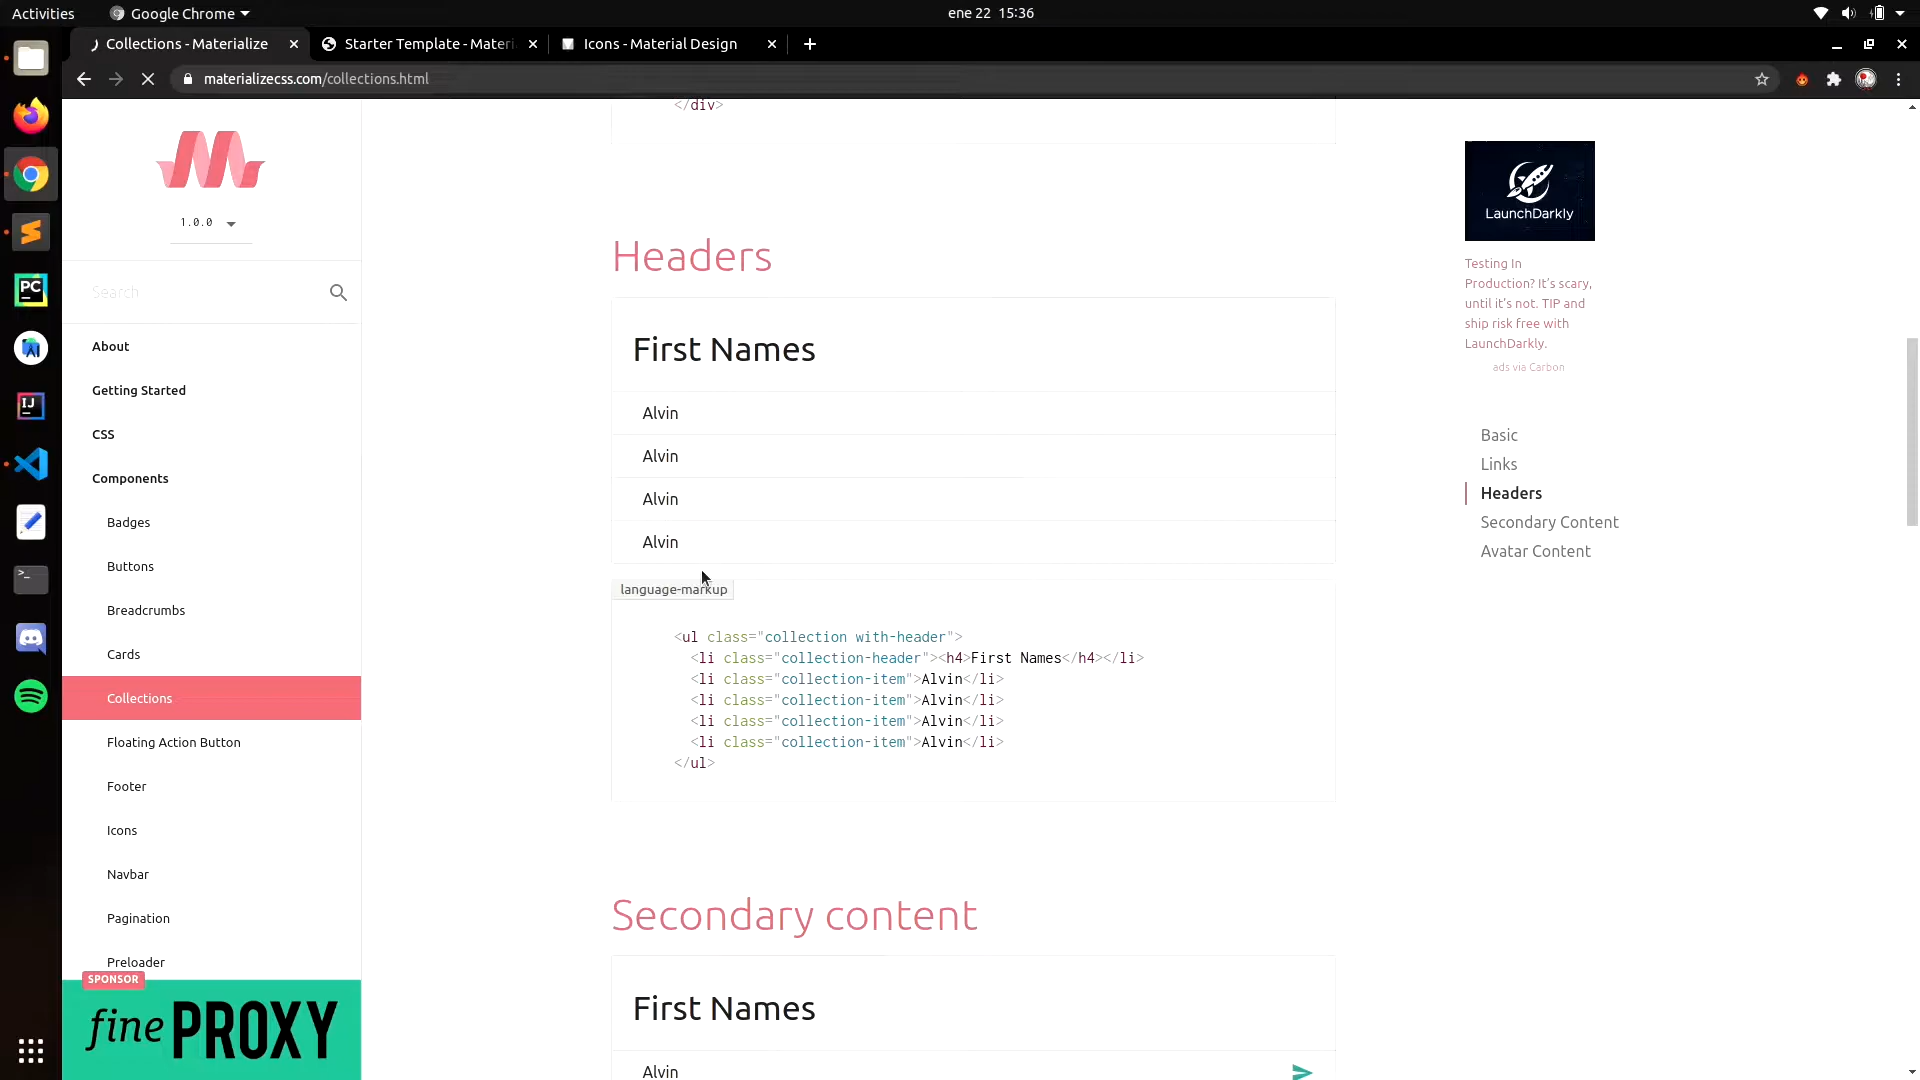 Activities
Google Chrome
ene 22 15:36
Collections - Materialize
Starter Template - Materi
Icons - Material Design
materializecss.com/collections.html
1.0.0
Search
About
Getting Started
CSS
Components
Badges
Buttons
Breadcrumbs
Cards
Collections
Floating Action Button
Footer
Icons
Navbar
Pagination
Preloader
SPONSOR
fine PROXY
</div>
Headers
First Names
Alvin
Alvin
Alvin
Alvin
language-markup
<ul class="collection with-header">
<li class="collection-header"><h4>First Names</h4></li>
<li class="collection-item">Alvin</li>
<li class="collection-item">Alvin</li>
<li class="collection-item">Alvin</li>
<li class="collection-item">Alvin</li>
</ul>
Secondary content
First Names
Alvin
LaunchDarkly
Testing In
Production? It's scary,
until it's not. TIP and
ship risk free with
LaunchDarkly.
ads via Carbon
Basic
Links
Headers
Secondary Content
Avatar Content
PC
IJ